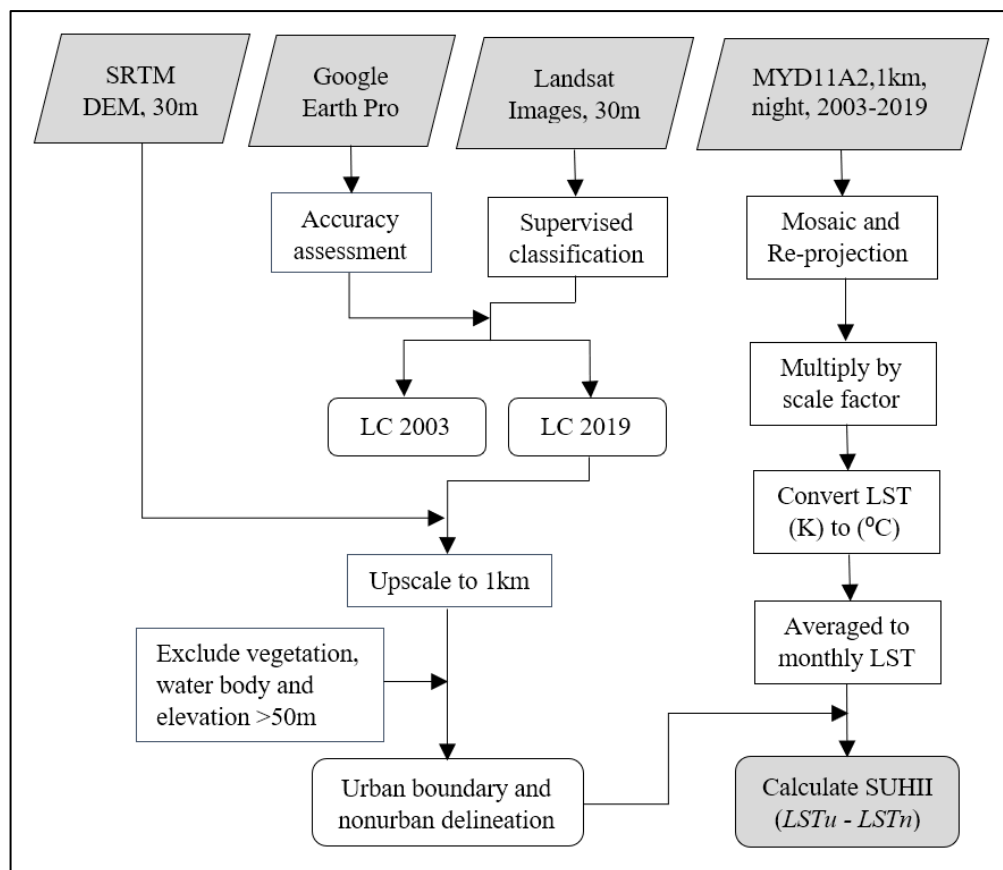 SRTM
DEM, 30m
Google
Earth Pro
Landsat
Images, 30m
MYD11A2,1km,
night, 2003-2019
Accuracy
assessment
Supervised
classification
Mosaic and
Re-projection
Multiply by
scale factor
LC 2003
LC 2019
Convert LST
(K) to (⁰C)
Upscale to 1km
Averaged to
monthly LST
Exclude vegetation,
water body and
elevation >50m
Urban boundary and
nonurban delineation
Calculate SUHII
(LSTu - LSTn)